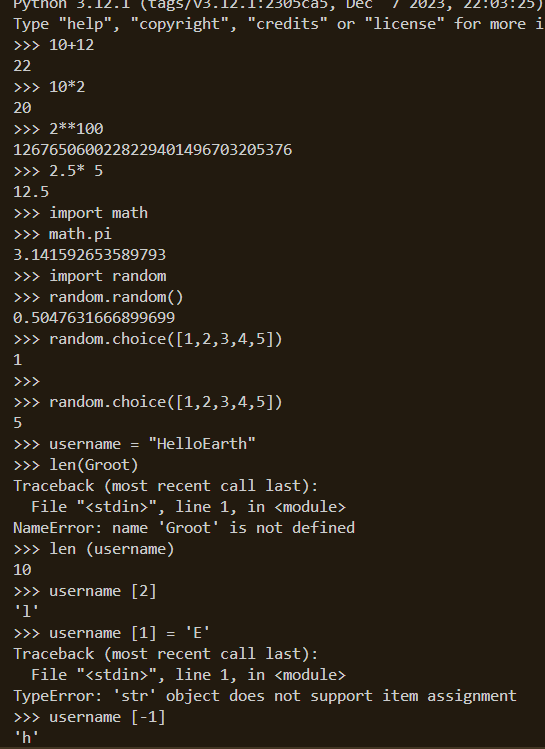 Python 3.12.1 (tags/v3.12.1:2305ca5, Dec  7 2023, 22:03:25)
Type "help", "copyright", "credits" or "license" for more i
>>> 10+12
22
>>> 10*2
20
>>> 2**100
1267650600228229401496703205376
>>> 2.5* 5
12.5
>>> import math
>>> math.pi
3.141592653589793
>>> import random
>>> random.random()
0.5047631666899699
>>> random.choice([1,2,3,4,5])
1
>>>
>>> random.choice([1,2,3,4,5])
5
>>> username = "HelloEarth"
>>> len(Groot)
Traceback (most recent call last):
  File "<stdin>", line 1, in <module>
NameError: name 'Groot' is not defined
>>> len (username)
10
>>> username [2]
'l'
>>> username [1] = 'E'
Traceback (most recent call last):
  File "<stdin>", line 1, in <module>
TypeError: 'str' object does not support item assignment
>>> username [-1]
'h'